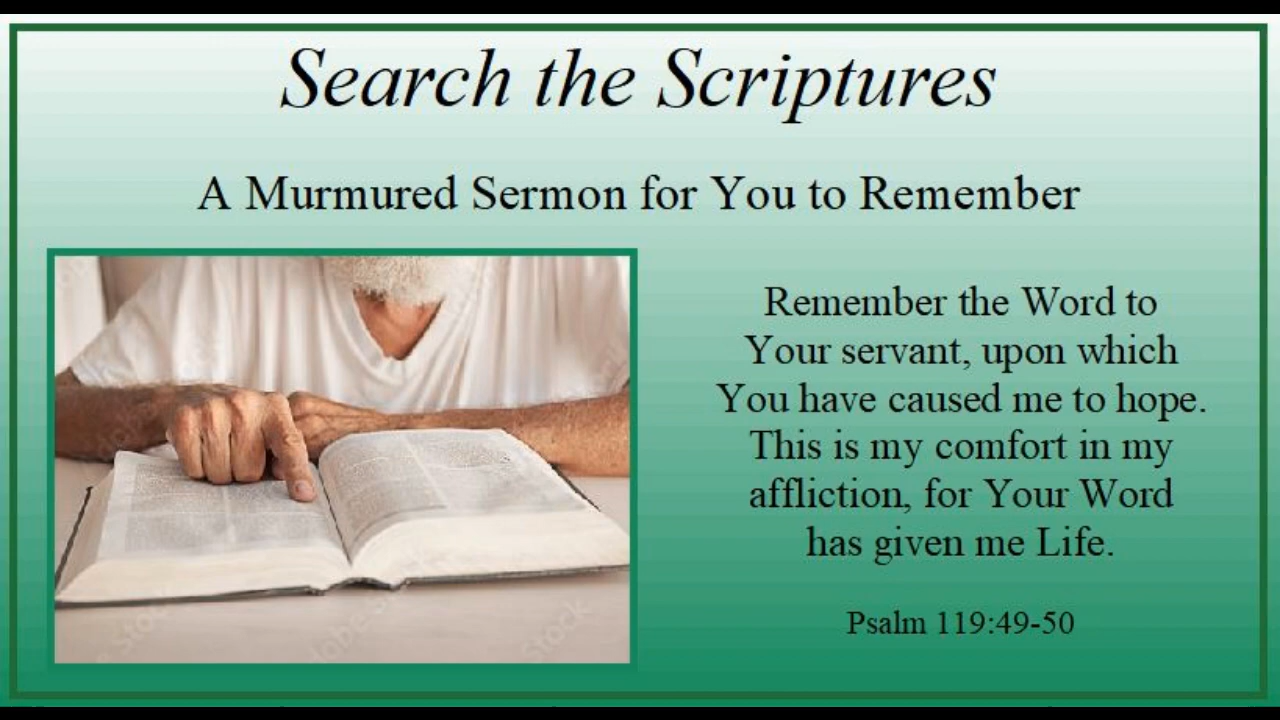 Search the Scriptures
A Murmured Sermon for You to Remember
Remember the Word to
Your servant, upon which
You have caused me to hope.
This is my comfort in my
affliction, for Your Word
has given me Life.
Psalm 119:49-50